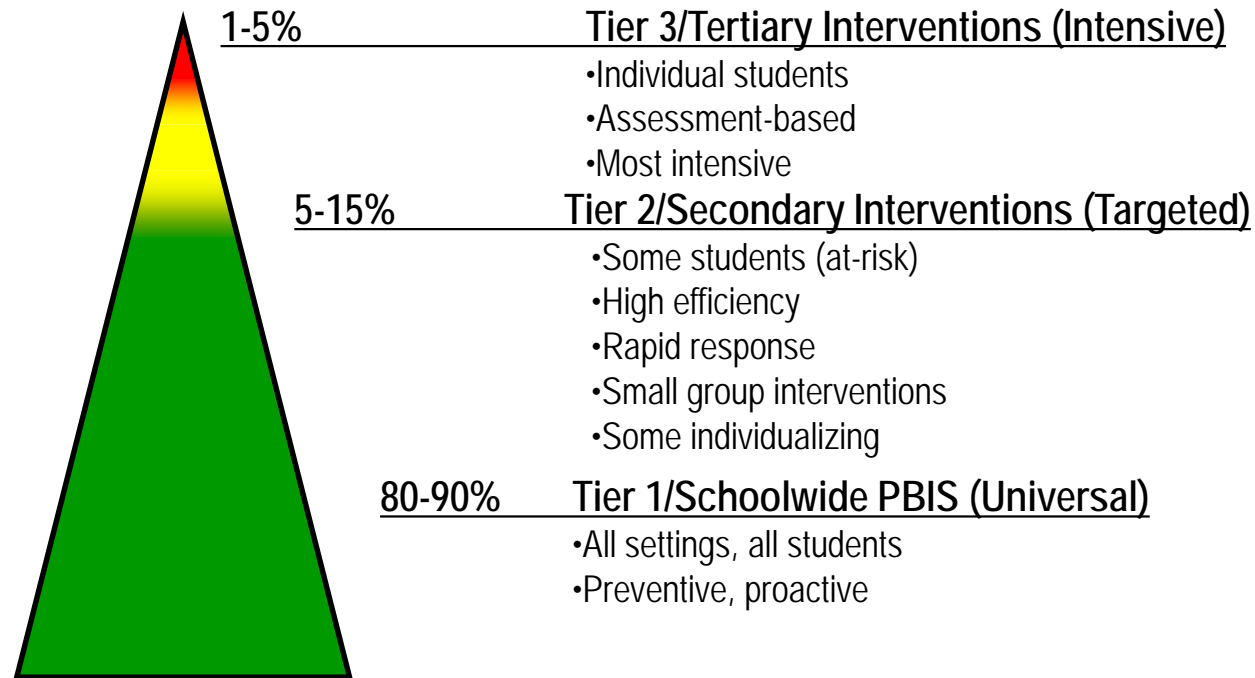 1-5% Tier 3/Tertiary Interventions (Intensive)
•Individual students
•Assessment-based
•Most intensive
5-15% Tier 2/Secondary Interventions (Targeted)
•Some students (at-risk)
•High efficiency
•Rapid response
•Small group interventions
•Some individualizing
80-90% Tier 1/Schoolwide PBIS (Universal)
•All settings, all students
•Preventive, proactive